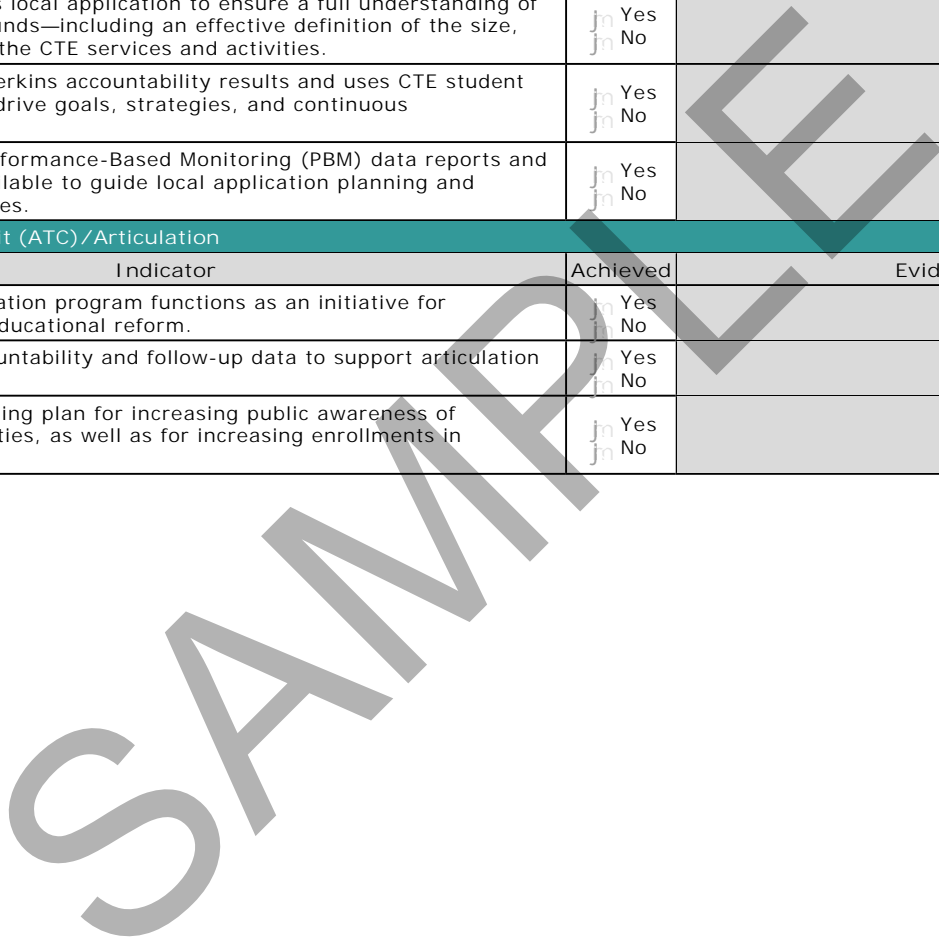 s local application to ensure a full understanding of
unds—including an effective definition of the size,
the CTE services and activities.
Yes
No
erkins accountability results and uses CTE student
drive goals, strategies, and continuous
Yes
No
formance-Based Monitoring (PBM) data reports and
lable to guide local application planning and
es.
Yes
No
it (ATC)/Articulation
Indicator
Achieved
Evid
ation program functions as an initiative for
ducational reform.
Yes
No
untability and follow-up data to support articulation
Yes
No
ing plan for increasing public awareness of
ties, as well as for increasing enrollments in
Yes
No
SAMPLE